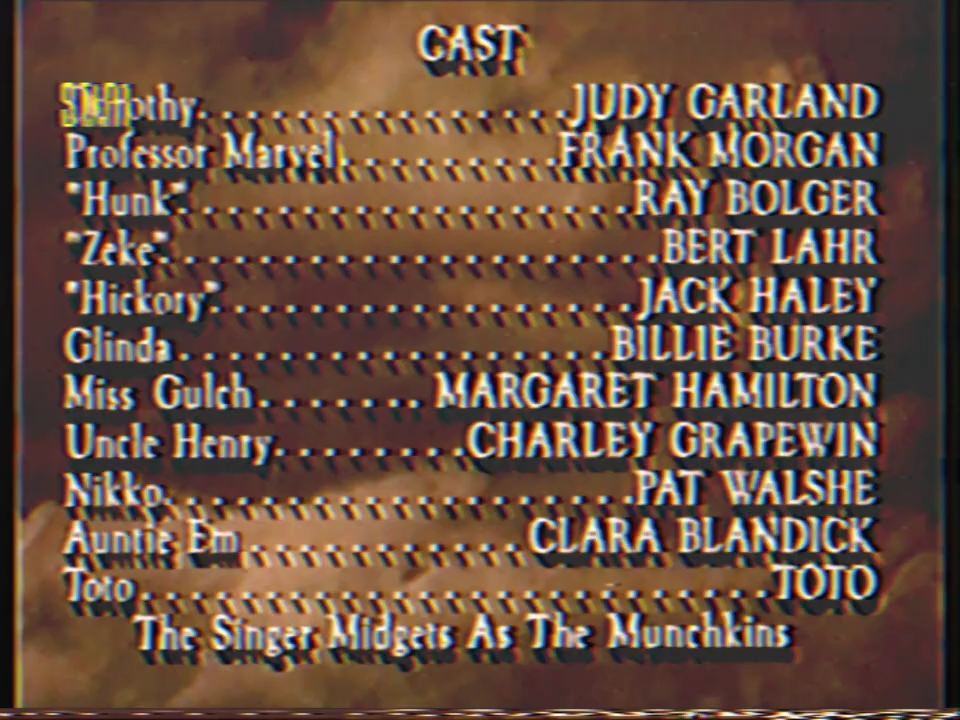 CAST
Dorothy..................JUDY GARLAND
Professor Marvel..........FRANK MORGAN
"Hunk"....................RAY BOLGER
"Zeke"......................BERT LAHR
"Hickory"...................JACK HALEY
Glinda...................BILLIE BURKE
Miss Gulch....... MARGARET HAMILTON
Uncle Henry.........CHARLEY GRAPEWIN
Nikko.....................PAT WALSHE
Auntie Em............CLARA BLANDICK
Toto............................TOTO
The Singer Midgets As The Munchkins